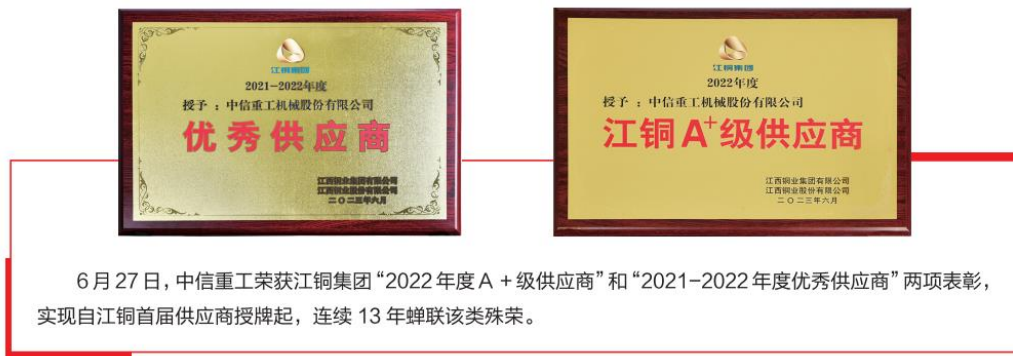 江铜集团
2021-2022年度
授予：中信重工机械股份有限公司
优秀供应商
江西铜业集团有限公司
江西铜业股份有限公司
二〇二三年六月
江铜集团
2022年度
授予：中信重工机械股份有限公司
江铜A+级供应商
江西铜业集团有限公司
江西铜业股份有限公司
二〇二三年六月
6月27日，中信重工荣获江铜集团“2022年度A+级供应商”和“2021-2022年度优秀供应商”两项表彰，
实现自江铜首届供应商授牌起，连续13年蝉联该类殊荣。